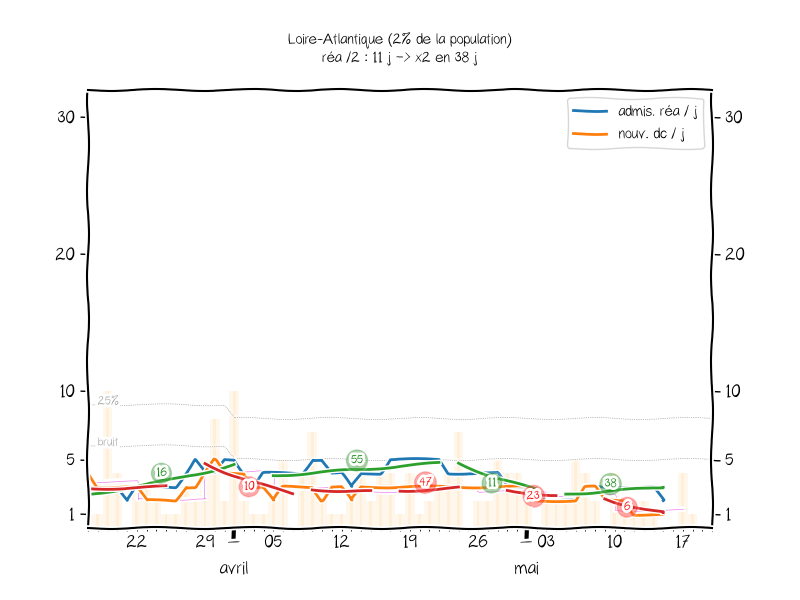 Loire-Atlantique (2% de la population)
réa /2 : 11 j -> x2 en 38 j
admis. réa / j
nouv. dc / j
30 30
20 20
10 10
25%
bruit
5 5
16 55 11 38
10 47 23 6
1 1
22 29 05 12 19 26 03 10 17
avril mai